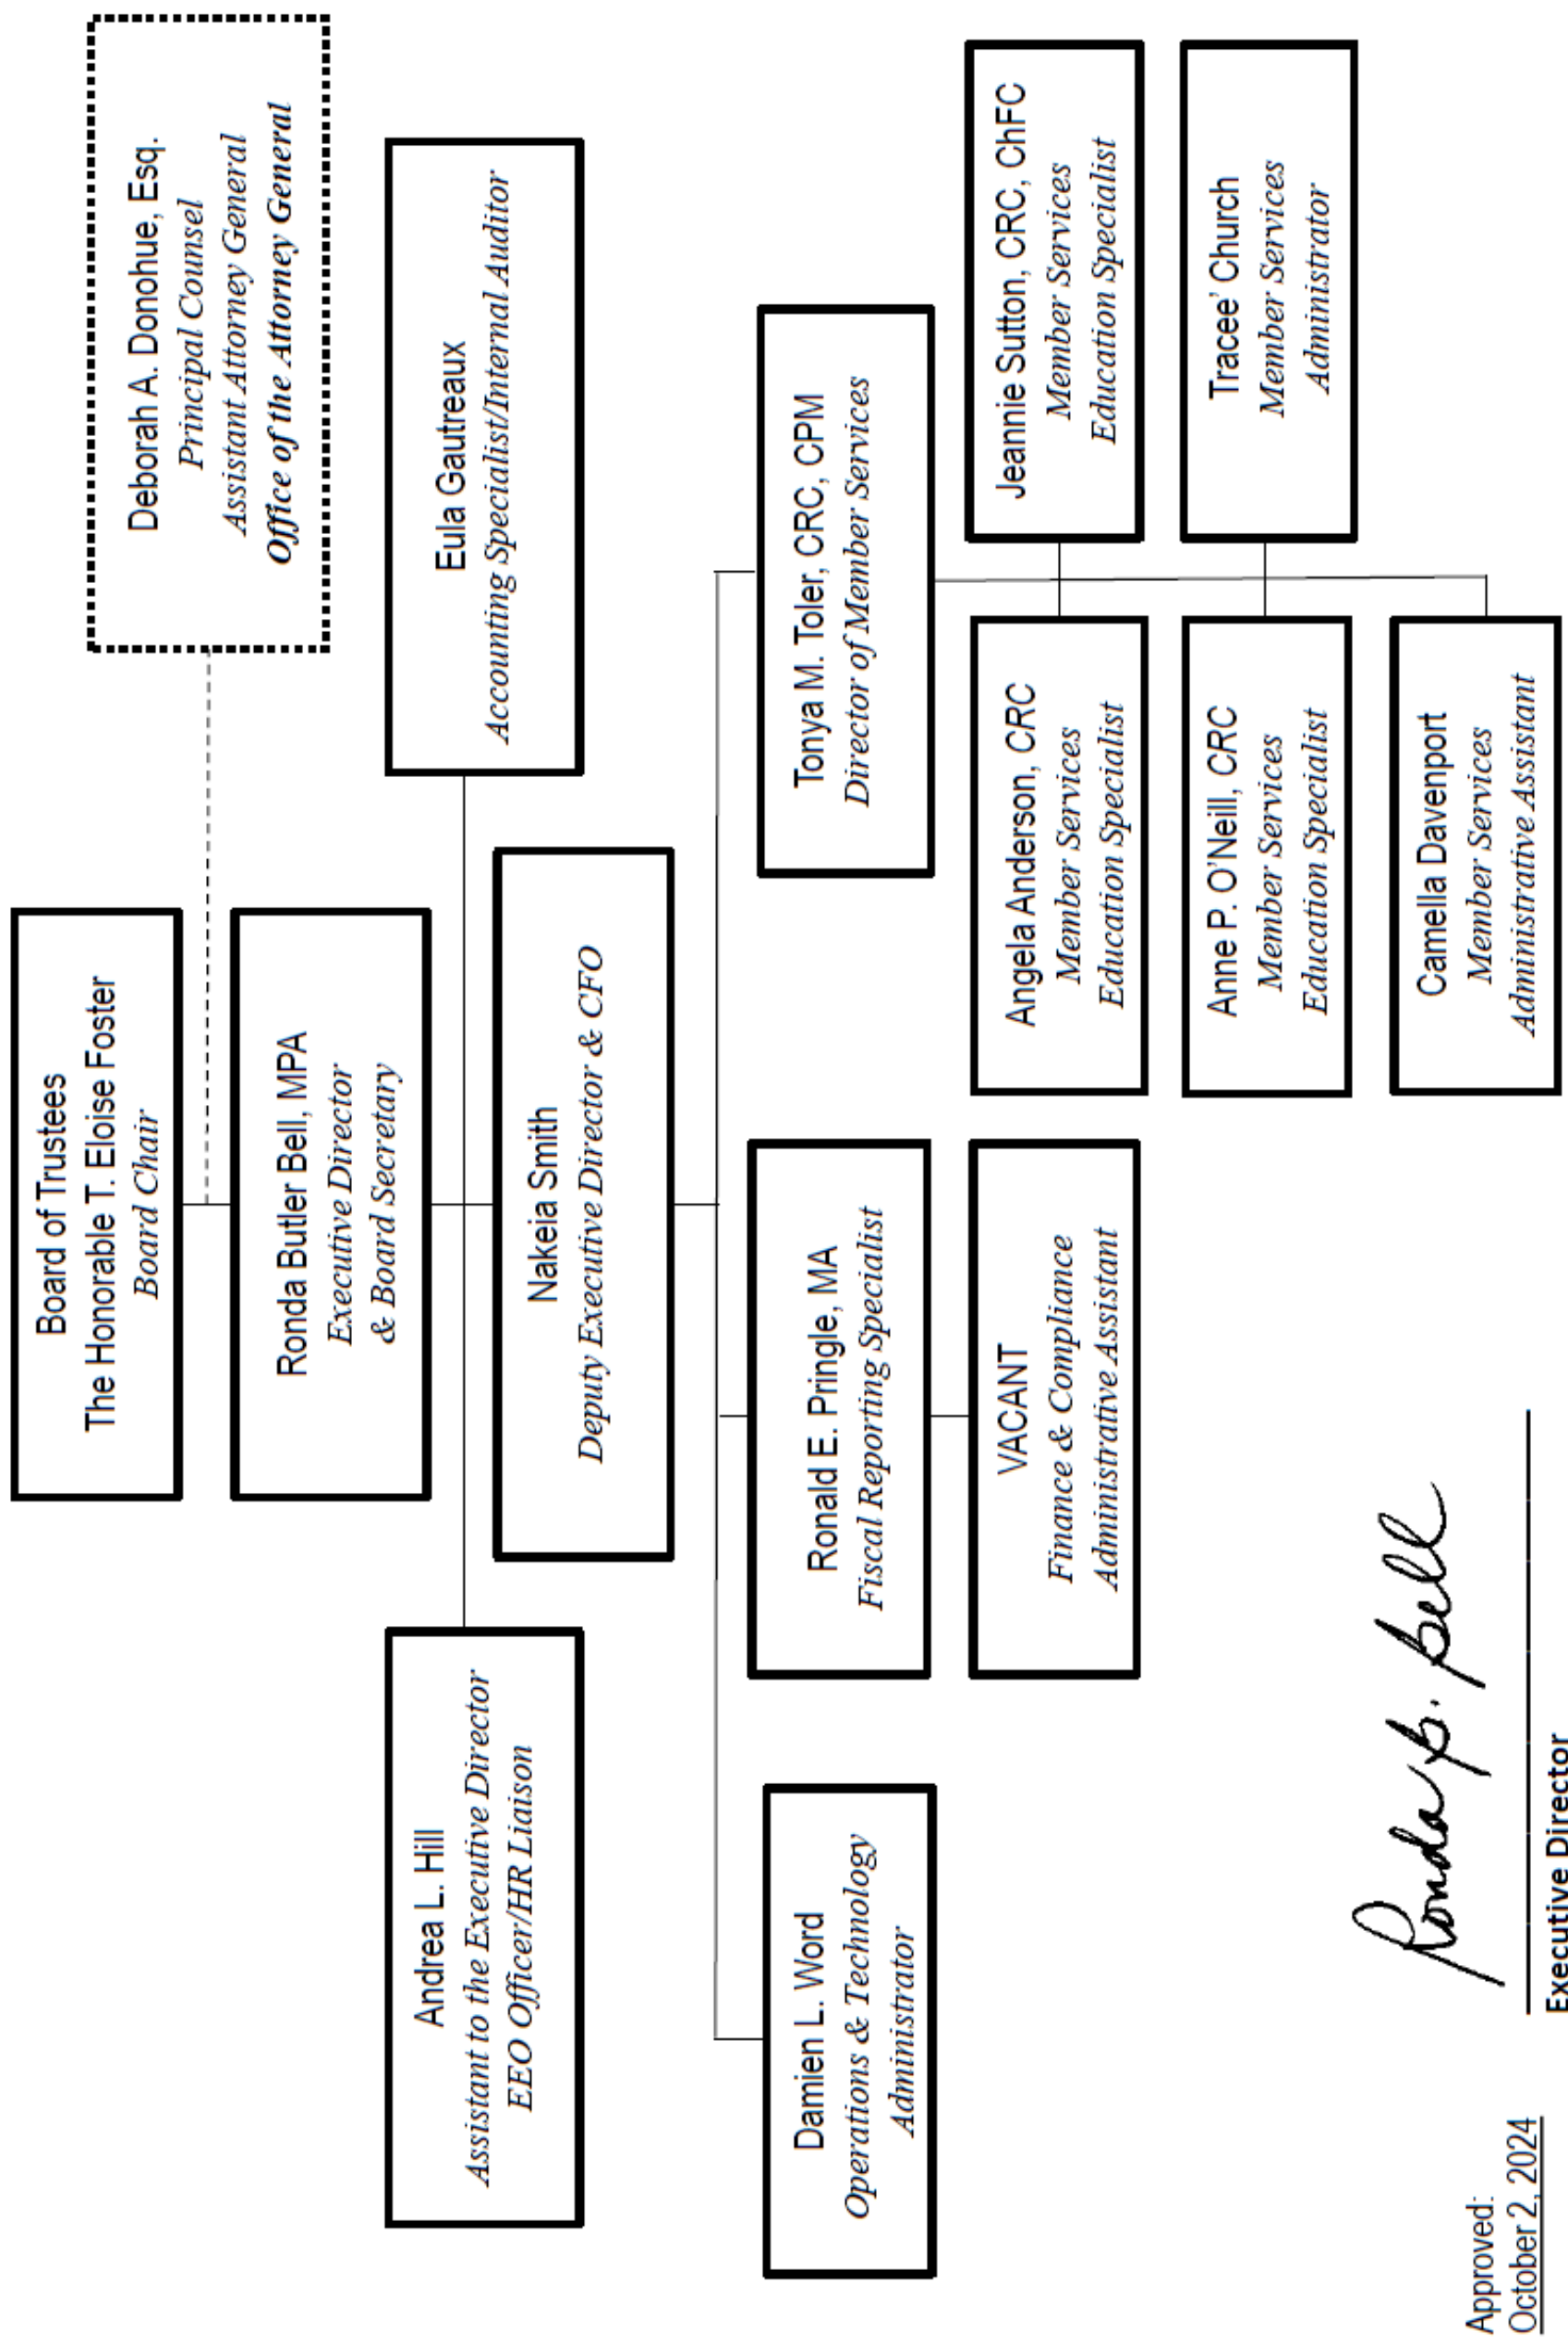 Board of Trustees
The Honorable T. Eloise Foster
Board Chair
Deborah A. Donohue, Esq.
Principal Counsel
Assistant Attorney General
Office of the Attorney General
Ronda Butler Bell, MPA
Executive Director
& Board Secretary
Andrea L. Hill
Assistant to the Executive Director
EEO Officer/HR Liaison
Eula Gautreaux
Accounting Specialist/Internal Auditor
Nakeia Smith
Deputy Executive Director & CFO
Damien L. Word
Operations & Technology
Administrator
Ronald E. Pringle, MA
Fiscal Reporting Specialist
Tonya M. Toler, CRC, CPM
Director of Member Services
VACANT
Finance & Compliance
Administrative Assistant
Angela Anderson, CRC
Member Services
Education Specialist
Jeannie Sutton, CRC, ChFC
Member Services
Education Specialist
Anne P. O'Neill, CRC
Member Services
Education Specialist
Tracee’ Church
Member Services
Administrator
Camella Davenport
Member Services
Administrative Assistant
Approved:
October 2, 2024
Ronda B. Bell
Executive Director